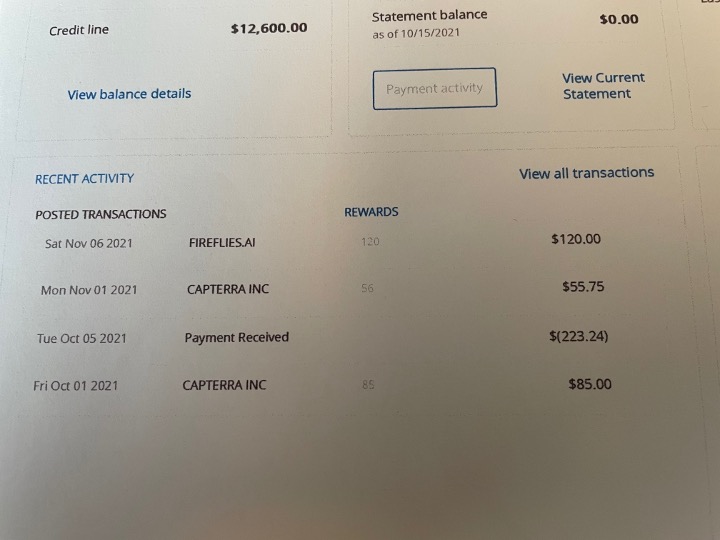 Credit line $12,600.00
Statement balance $0.00
as of 10/15/2021
View balance details
Payment activity
View Current
Statement
RECENT ACTIVITY
View all transactions
POSTED TRANSACTIONS REWARDS
Sat Nov 06 2021 FIREFLIES.AI 120 $120.00
Mon Nov 01 2021 CAPTERRA INC 56 $55.75
Tue Oct 05 2021 Payment Received $(223.24)
Fri Oct 01 2021 CAPTERRA INC 85 $85.00